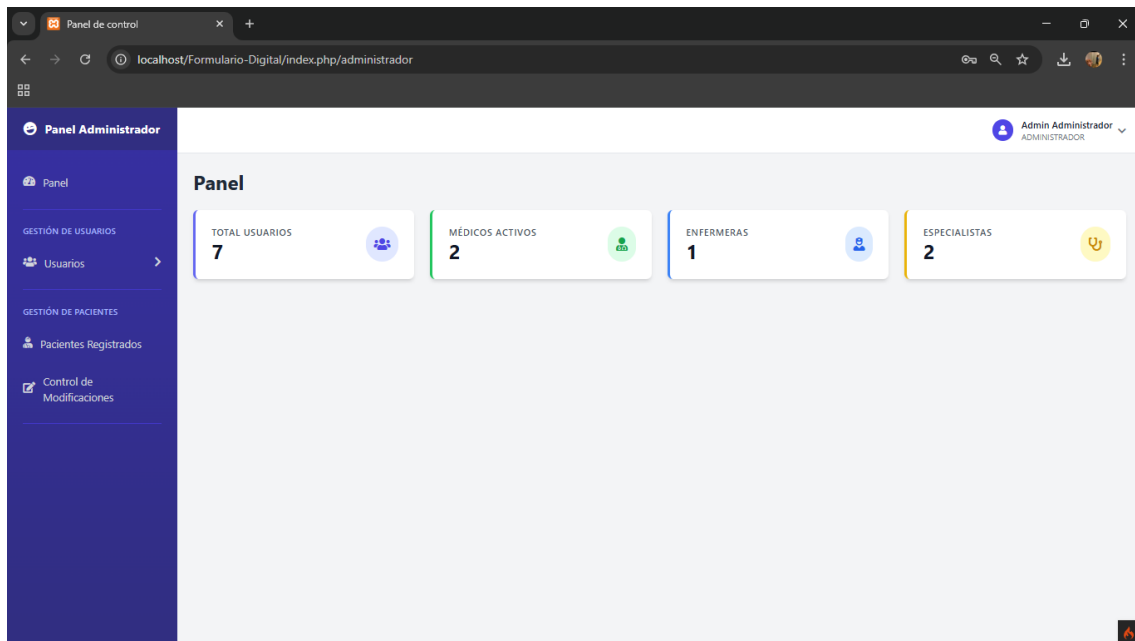 Panel de control
localhost/Formulario-Digital/index.php/administrador
Panel Administrador
Admin Administrador
ADMINISTRADOR
Panel
GESTIÓN DE USUARIOS
Usuarios
GESTIÓN DE PACIENTES
Pacientes Registrados
Control de
Modificaciones
Panel
TOTAL USUARIOS
7
MÉDICOS ACTIVOS
2
ENFERMERAS
1
ESPECIALISTAS
2